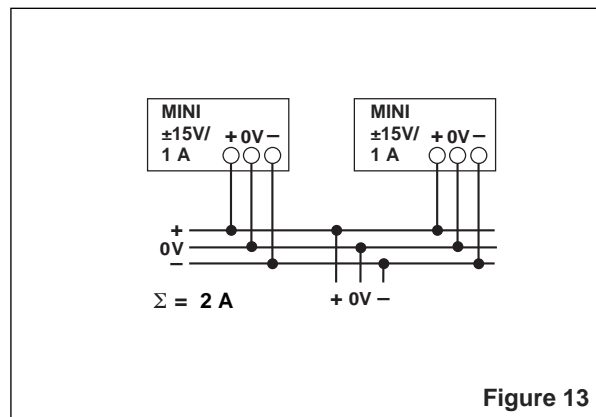 MINI
±15V/ + 0V −
1 A
MINI
±15V/ + 0V −
1 A
+
0V
−
Σ = 2 A
+ 0V −
Figure 13